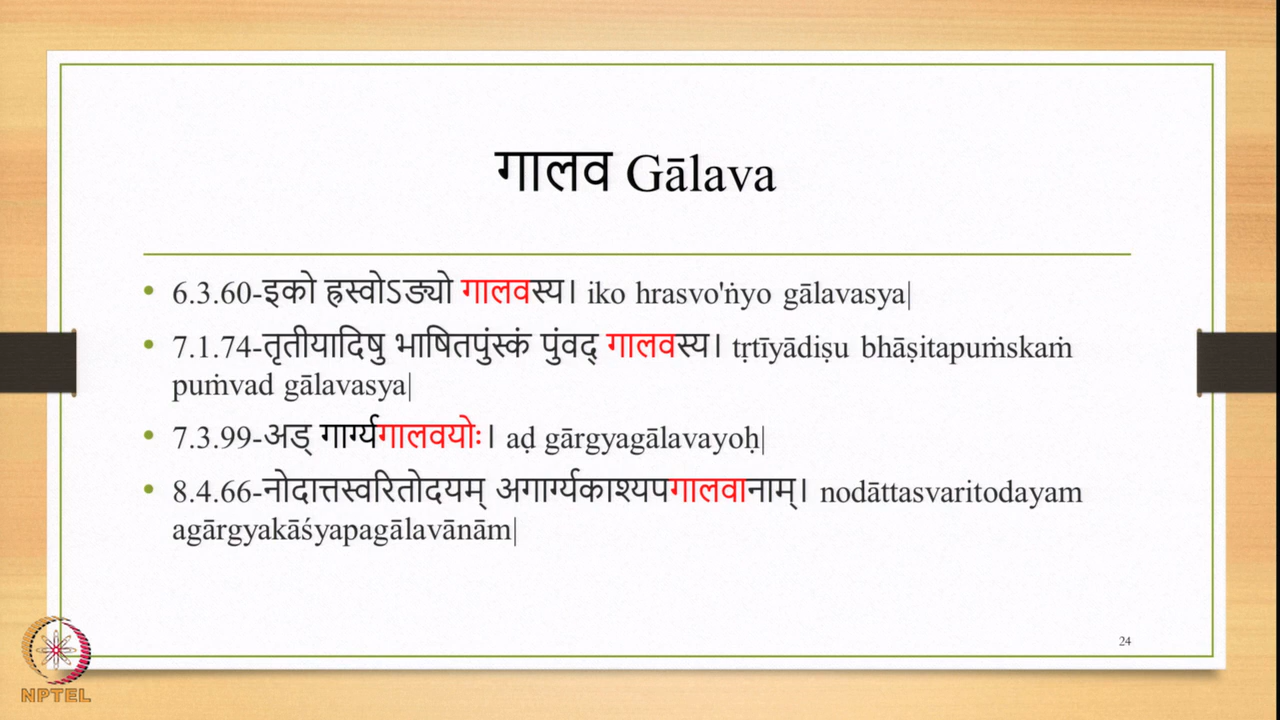 गालव Gālava
6.3.60-इको ह्रस्वोऽङ्यो गालवस्य। iko hrasvo'ṅyo gālavasya|
7.1.74-तृतीयादिषु भाषितपुंस्कं पुंवद् गालवस्य। tṛtīyādiṣu bhāṣitapuṁskaṁ
puṁvad gālavasya|
7.3.99-अड् गार्ग्यगालवयोः। aḍ gārgyagālavayoḥ|
8.4.66-नोदात्तस्वरितोदयम् अगार्ग्यकाश्यपगालवानाम्। nodāttasvaritodayam
agārgyakāśyapagālavānām|
24
NPTEL